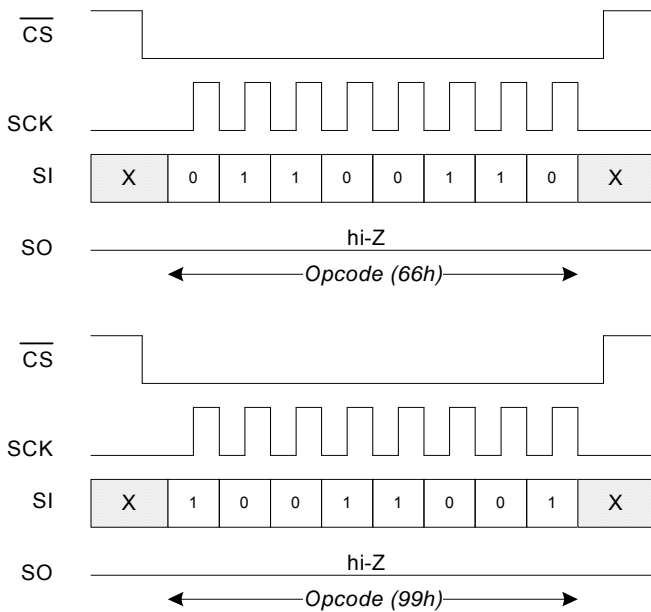 CS
SCK
SI X 0 1 1 0 0 1 1 0 X
SO hi-Z
Opcode (66h)
CS
SCK
SI X 1 0 0 1 1 0 0 1 X
SO hi-Z
Opcode (99h)